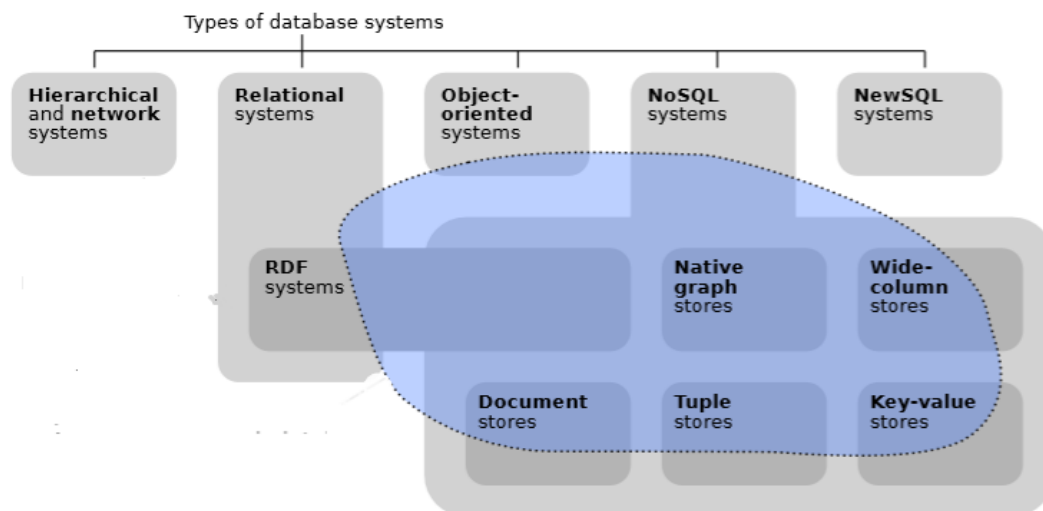 Types of database systems
Hierarchical
and network
systems
Relational
systems
Object-
oriented
systems
NoSQL
systems
NewSQL
systems
RDF
systems
Native
graph
stores
Wide-
column
stores
Document
stores
Tuple
stores
Key-value
stores